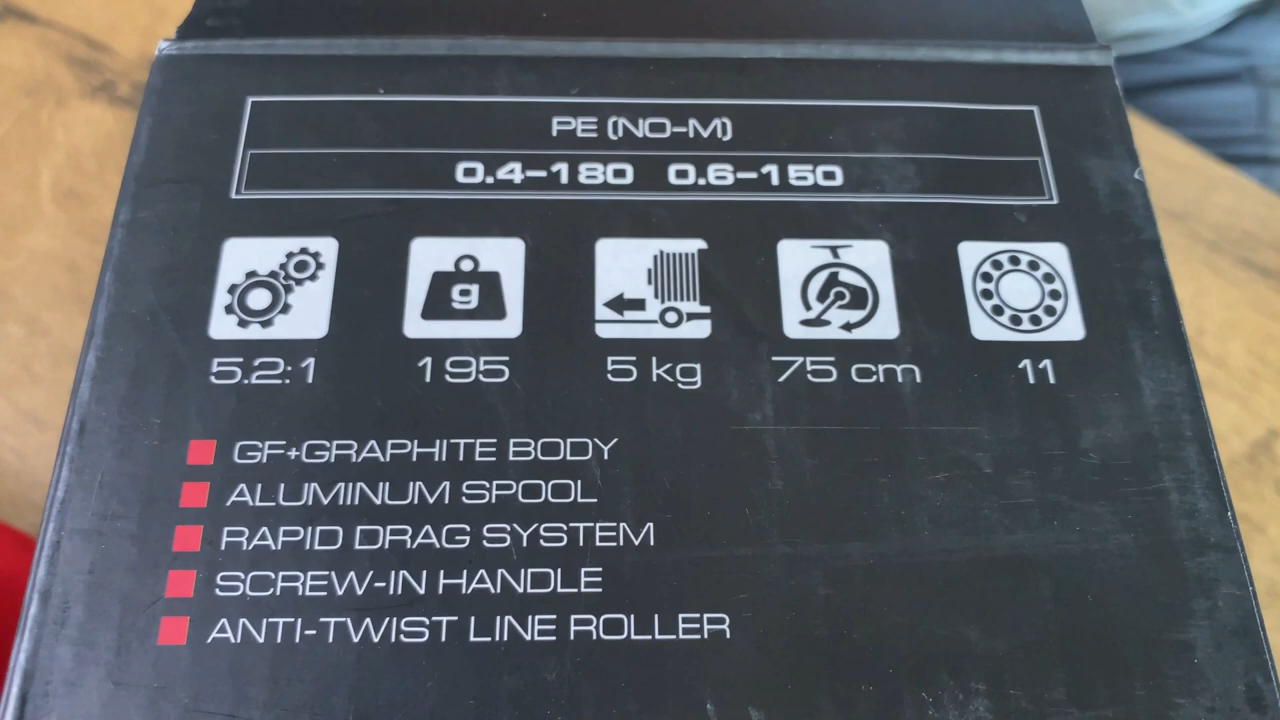 PE (NO-M)
0.4-180 0.6-150
g
5.2:1 195 5 kg 75 cm 11
GF+GRAPHITE BODY
ALUMINUM SPOOL
RAPID DRAG SYSTEM
SCREW-IN HANDLE
ANTI-TWIST LINE ROLLER